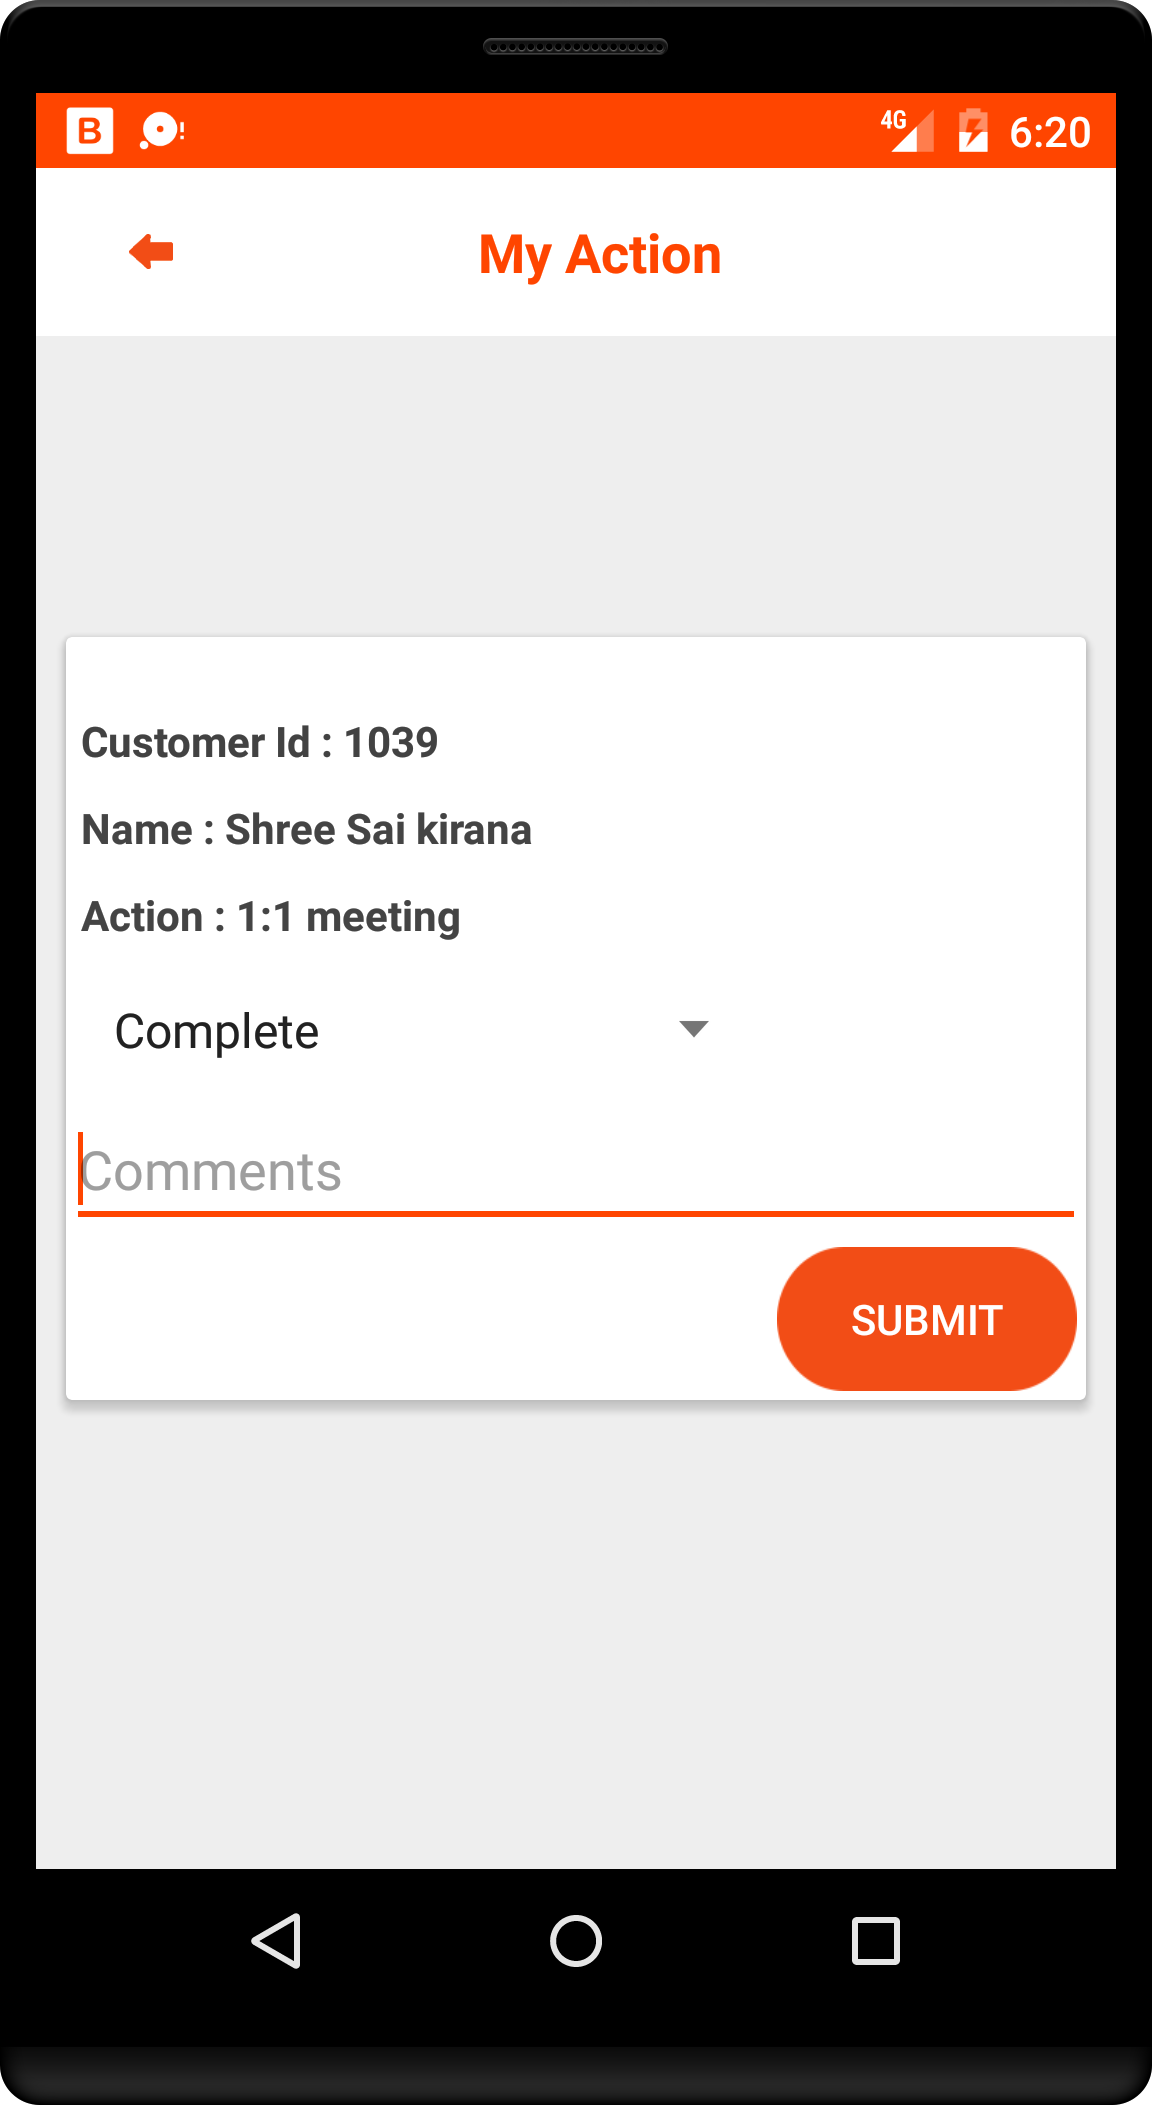 B ! 4G 6:20
My Action
Customer Id : 1039
Name : Shree Sai kirana
Action : 1:1 meeting
Complete
Comments
SUBMIT